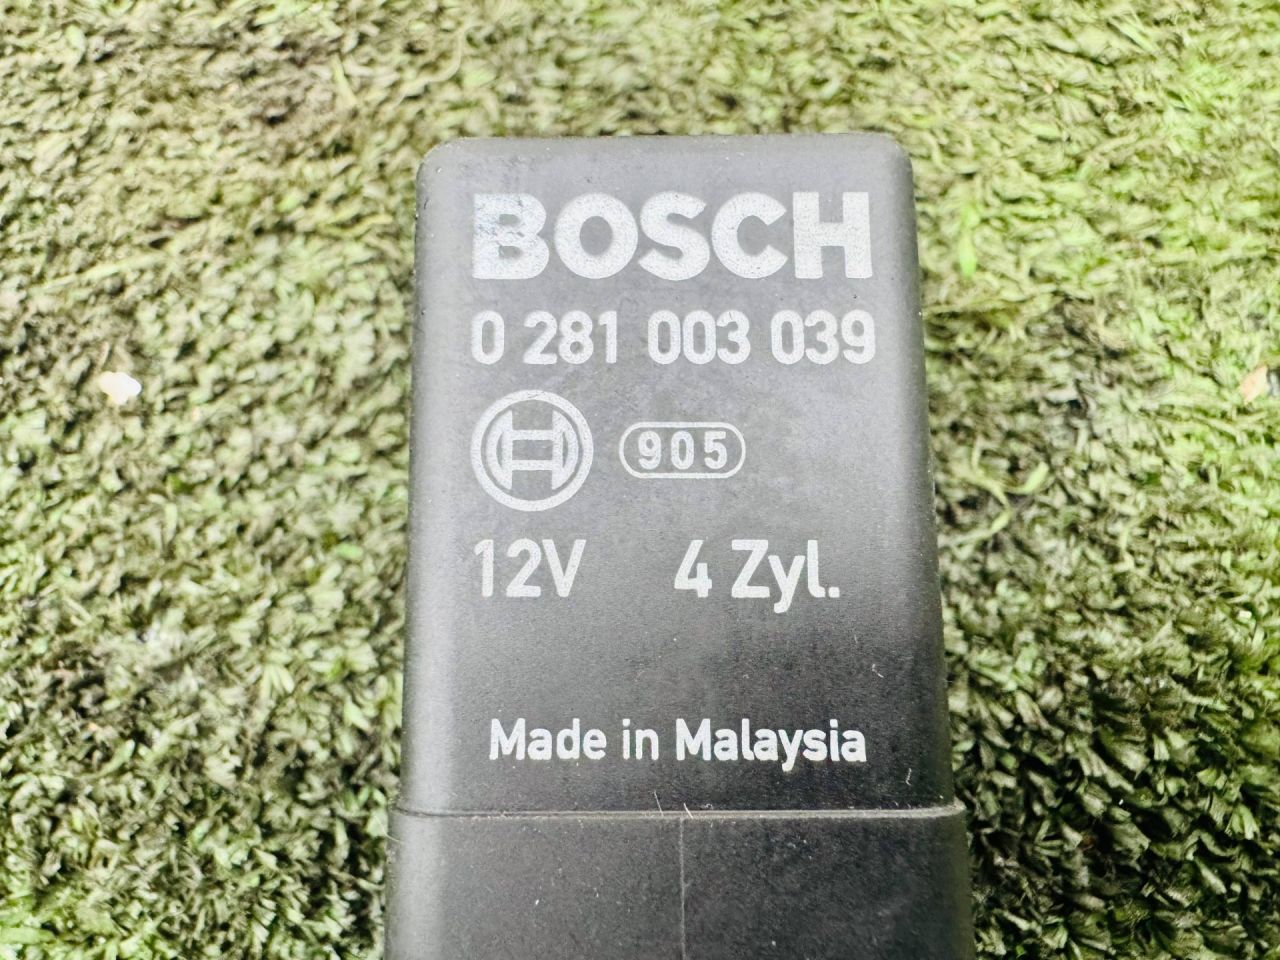 BOSCH
0 281 003 039
905
12V 4 Zyl.
Made in Malaysia